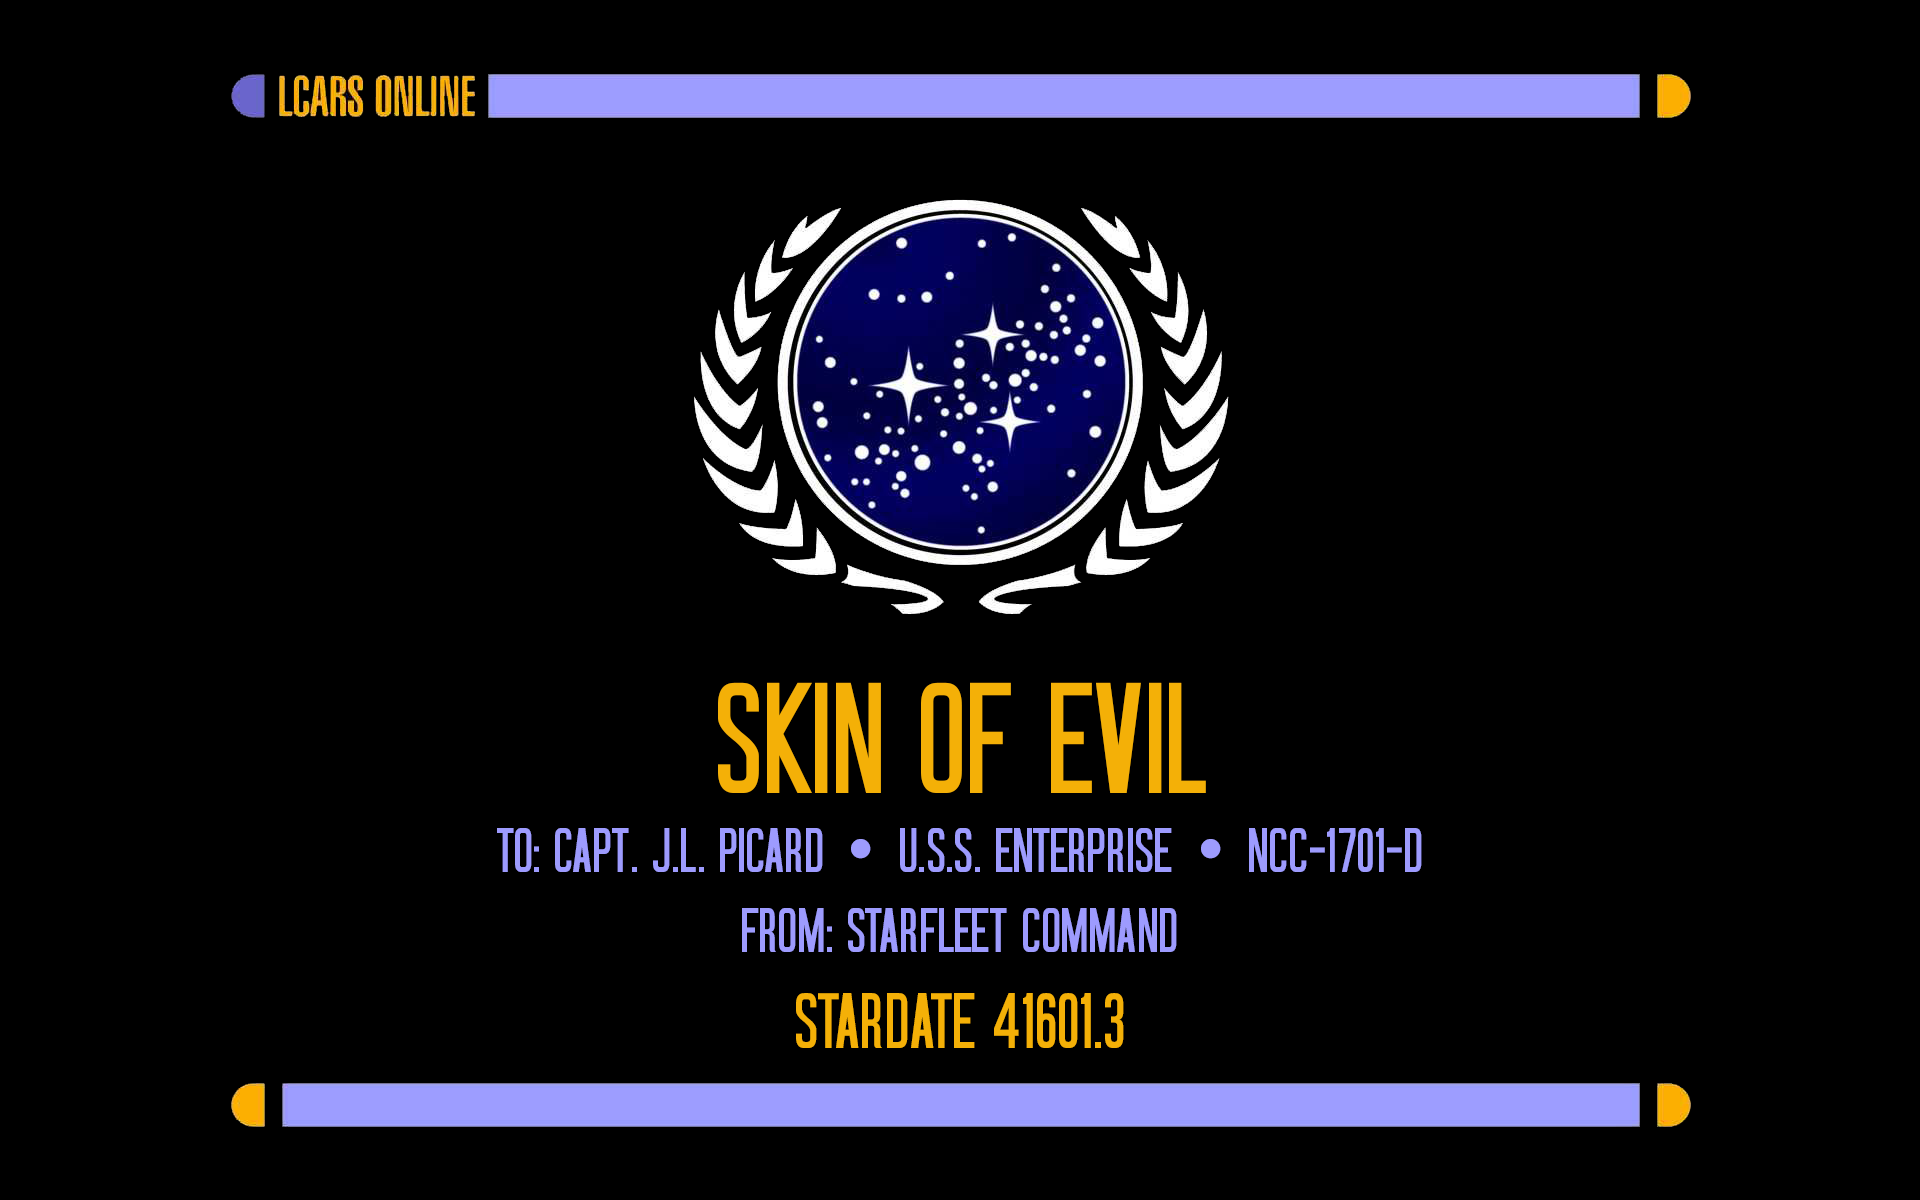 LCARS ONLINE
SKIN OF EVIL
TO: CAPT. J.L. PICARD • U.S.S. ENTERPRISE • NCC-1701-D
FROM: STARFLEET COMMAND
STARDATE 41601.3